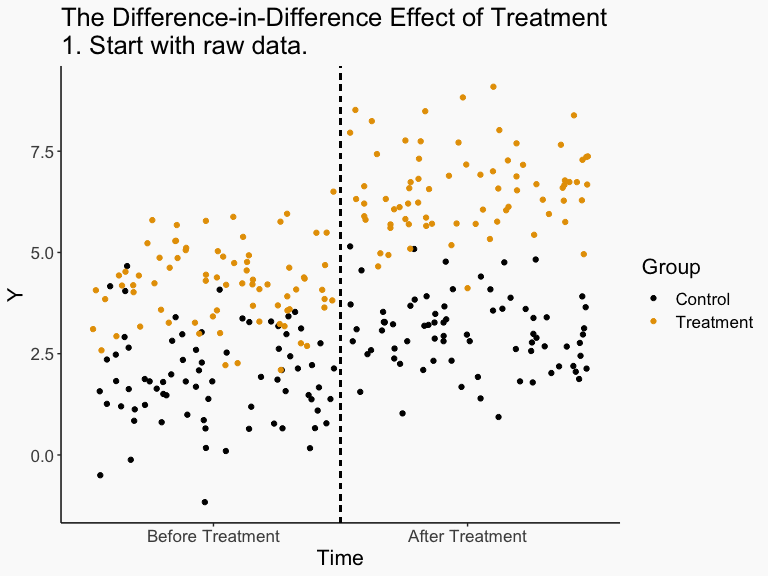 The Difference-in-Difference Effect of Treatment
1. Start with raw data.
7.5
5.0
2.5
0.0
Y
Before Treatment
After Treatment
Time
Group
Control
Treatment